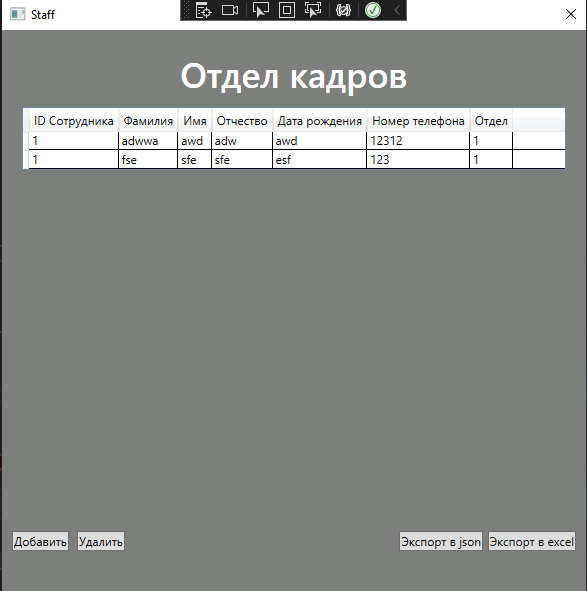 Staff
Отдел кадров
ID Сотрудника Фамилия Имя Отчество Дата рождения Номер телефона Отдел
1 adwwa awd adw awd 12312 1
1 fse sfe sfe esf 123 1
Добавить Удалить Экспорт в json Экспорт в excel